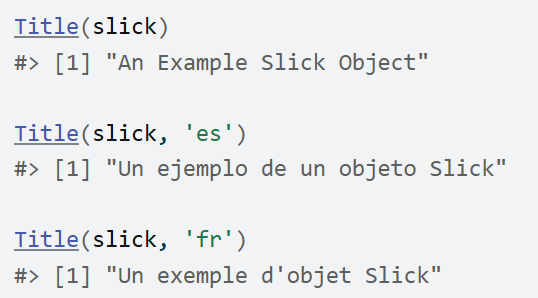 Title(slick)
#> [1] "An Example Slick Object"
Title(slick, 'es')
#> [1] "Un ejemplo de un objeto Slick"
Title(slick, 'fr')
#> [1] "Un exemple d'objet Slick"